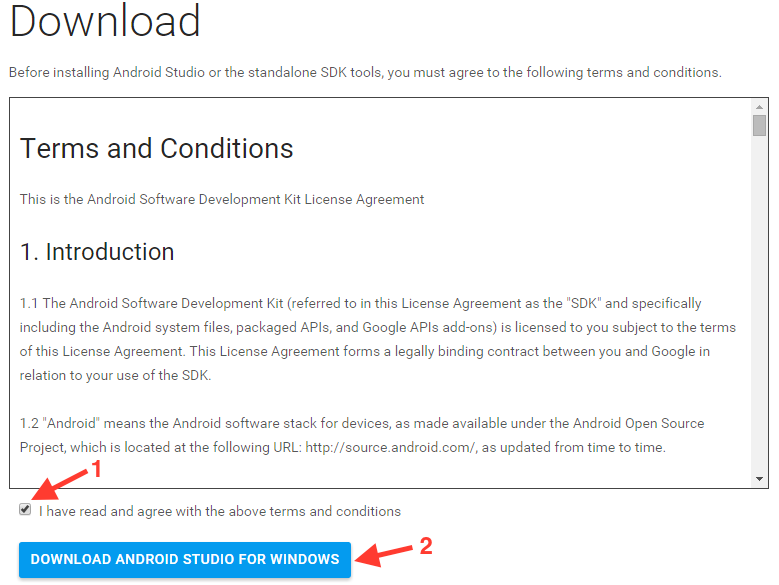 Download
Before installing Android Studio or the standalone SDK tools, you must agree to the following terms and conditions.
Terms and Conditions
This is the Android Software Development Kit License Agreement
1. Introduction
1.1 The Android Software Development Kit (referred to in this License Agreement as the "SDK" and specifically
including the Android system files, packaged APIs, and Google APIs add-ons) is licensed to you subject to the terms
of this License Agreement. This License Agreement forms a legally binding contract between you and Google in
relation to your use of the SDK.
1.2 "Android" means the Android software stack for devices, as made available under the Android Open Source
Project, which is located at the following URL: http://source.android.com/, as updated from time to time.
1
I have read and agree with the above terms and conditions
DOWNLOAD ANDROID STUDIO FOR WINDOWS
2